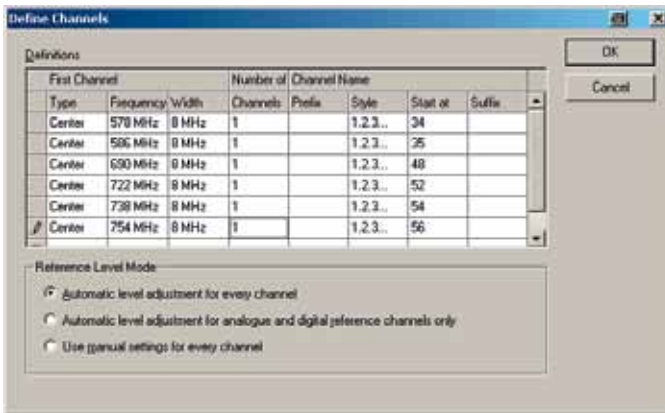 Define Channels
OK
Cancel
Definitions
First Channel Number of Channel Name
Type Frequency Width Channels Prefix Style Start at Suffix
Center 578 MHz 8 MHz 1 1.2.3... 34
Center 586 MHz 8 MHz 1 1.2.3... 35
Center 690 MHz 8 MHz 1 1.2.3... 48
Center 722 MHz 8 MHz 1 1.2.3... 52
Center 738 MHz 8 MHz 1 1.2.3... 54
Center 754 MHz 8 MHz 1 1.2.3... 56
Reference Level Mode
Automatic level adjustment for every channel
Automatic level adjustment for analogue and digital reference channels only
Use manual settings for every channel